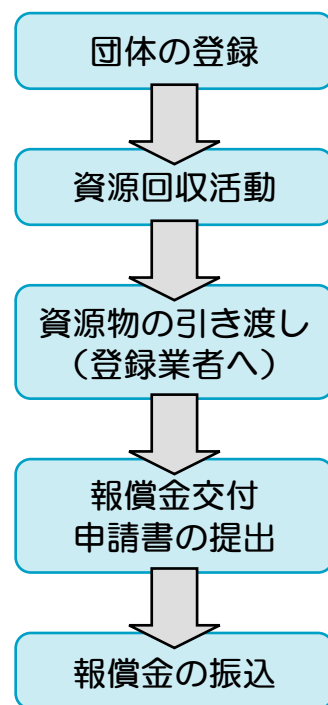 団体の登録
資源回収活動
資源物の引き渡し
（登録業者へ）
報償金交付
申請書の提出
報償金の振込